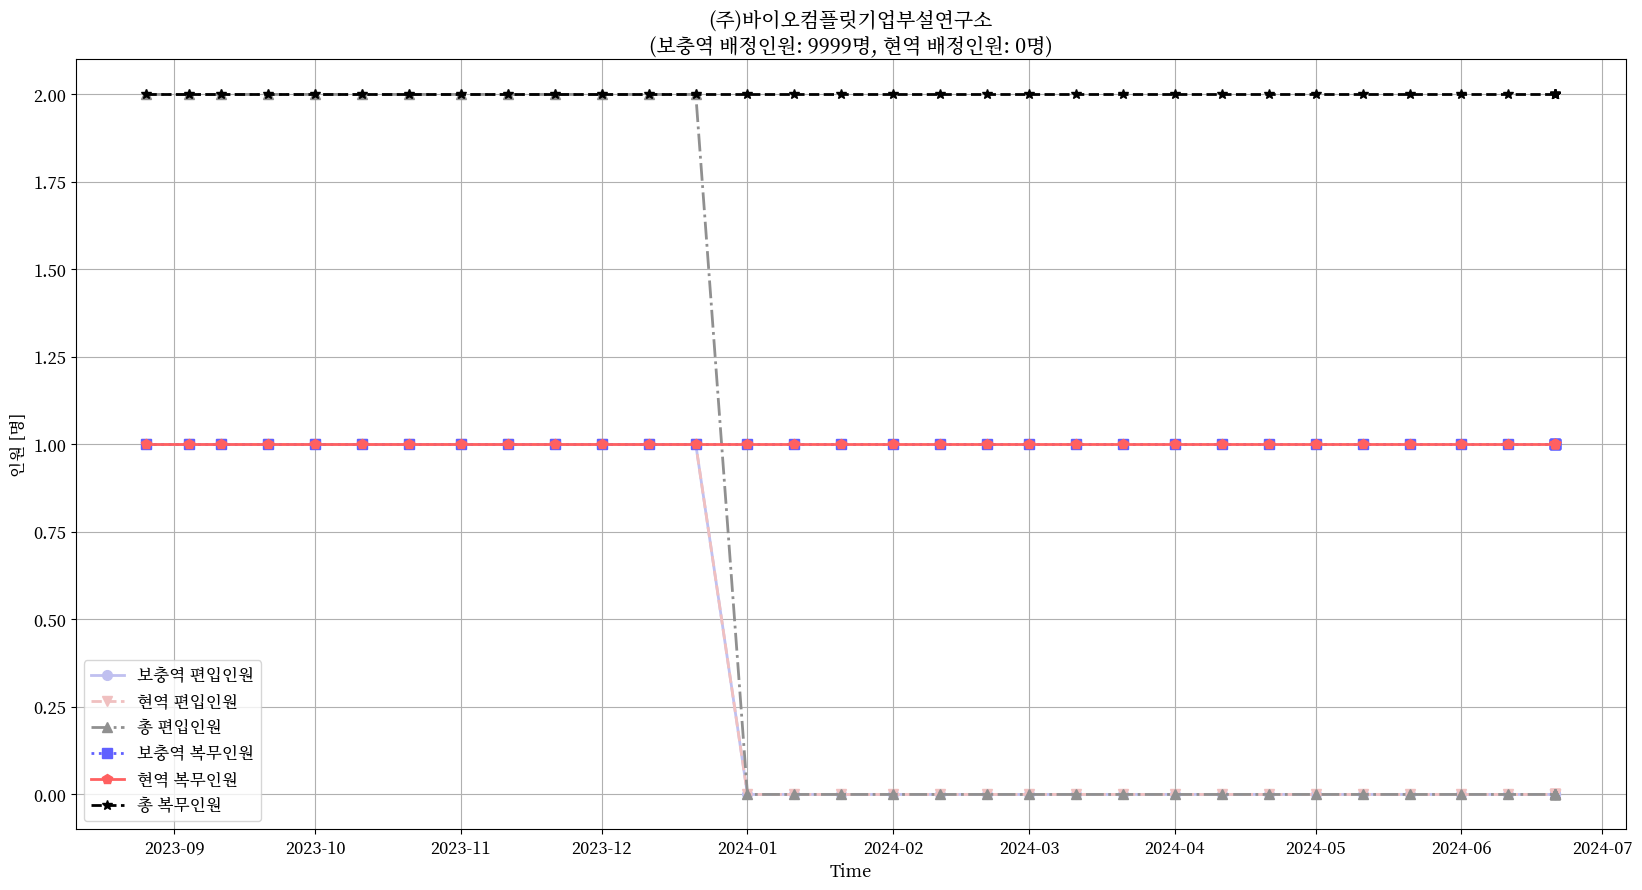 (주)바이오컴플릿기업부설연구소
(보충역 배정인원: 9999명, 현역 배정인원: 0명)
2.00
1.75
1.50
1.25
1.00
0.75
0.50
0.25
0.00
인원 [명]
보충역 편입인원
현역 편입인원
총 편입인원
보충역 복무인원
현역 복무인원
총 복무인원
2023-09 2023-10 2023-11 2023-12 2024-01 2024-02 2024-03 2024-04 2024-05 2024-06 2024-07
Time